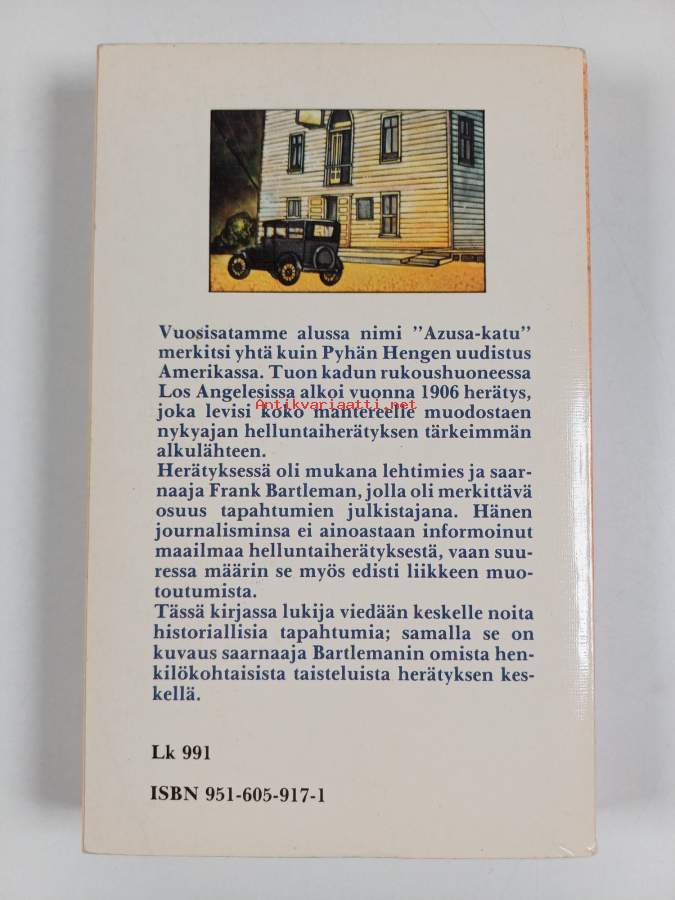 Vuosisatamme alussa nimi ”Azusa-katu”
merkitsi yhtä kuin Pyhän Hengen uudistus
Amerikassa. Tuon kadun rukoushuoneessa
Los Angelesissa alkoi vuonna 1906 herätys,
joka levisi koko mantereelle muodostaen
Antikvariaatti.net
nykyajan helluntaiherätyksen tärkeimmän
alkulähteen.
Herätyksessä oli mukana lehtimies ja saar-
naaja Frank Bartleman, jolla oli merkittävä
osuus tapahtumien julkistajana. Hänen
journalisminsa ei ainoastaan informoinut
maailmaa helluntaiherätyksestä, vaan suu-
ressa määrin se myös edisti liikkeen muo-
toutumista.
Tässä kirjassa lukija viedään keskelle noita
historiallisia tapahtumia; samalla se on
kuvaus saarnaaja Bartlemanin omista hen-
kilökohtaisista taisteluista herätyksen kes-
kellä.
Lk 991
ISBN 951-605-917-1